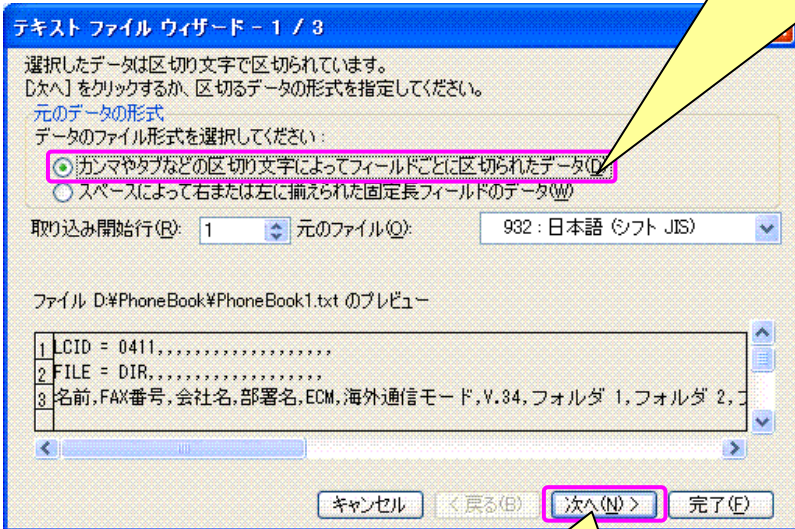 テキスト ファイル ウィザード - 1 / 3
選択したデータは区切り文字で区切られています。
[次へ] をクリックするか、区切るデータの形式を指定してください。
元のデータの形式
データのファイル形式を選択してください:
カンマやタブなどの区切り文字によってフィールドごとに区切られたデータ(D)
スペースによって右または左に揃えられた固定長フィールドのデータ(W)
取り込み開始行(R): 1 元のファイル(O): 932 : 日本語 (シフト JIS)
ファイル D:¥PhoneBook¥PhoneBook1.txt のプレビュー
1 LCID = 0411,,,,,,,,,,,,,,,,,,,
2 FILE = DIR,,,,,,,,,,,,,,,,,,,
3 名前,FAX番号,会社名,部署名,ECM,海外通信モード,V.34,フォルダ 1,フォルダ 2,
キャンセル < 戻る(B) 次へ(N) > 完了(F)